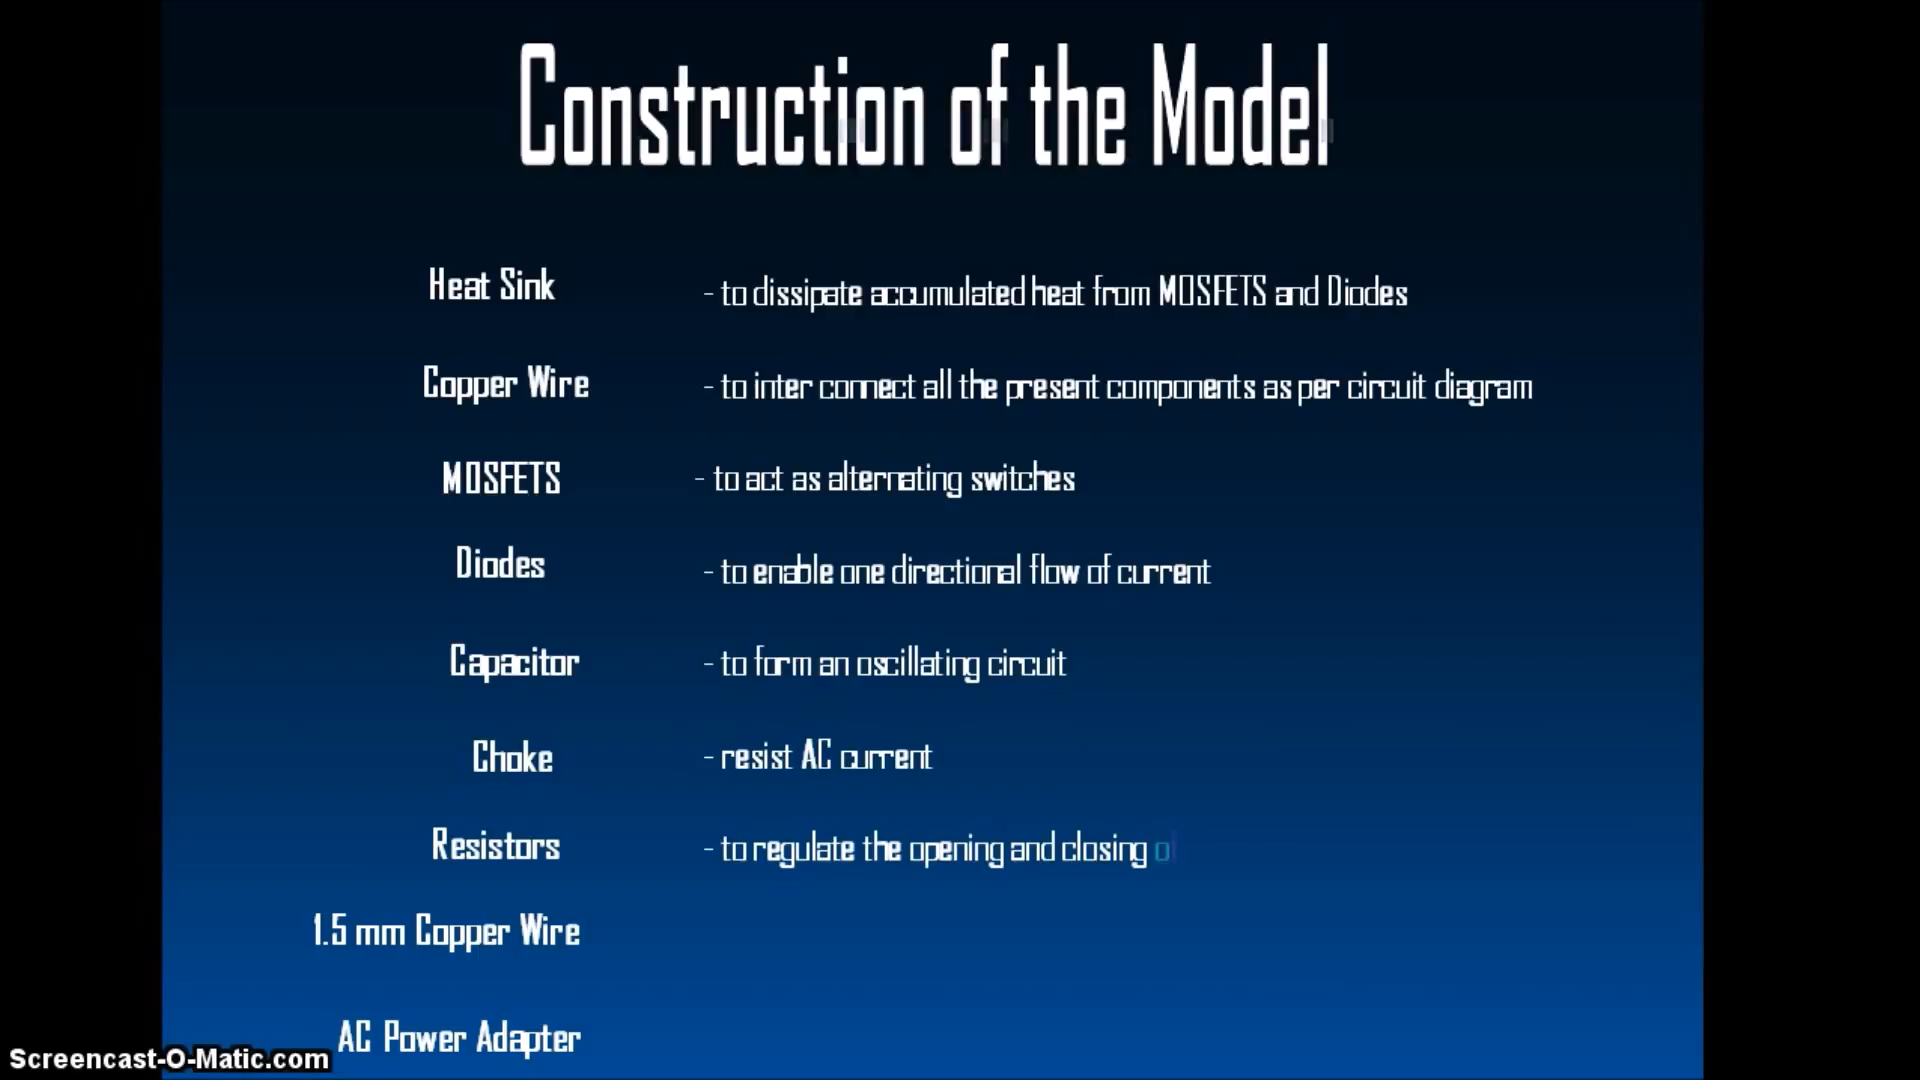 Construction of the Model
Heat Sink - to dissipate accumulated heat from MOSFETS and Diodes
Copper Wire - to inter connect all the present components as per circuit diagram
MOSFETS - to act as alternating switches
Diodes - to enable one directional flow of current
Capacitor - to form an oscillating circuit
Choke - resist AC current
Resistors - to regulate the opening and closing
1.5 mm Copper Wire
AC Power Adapter
Screencast-O-Matic.com